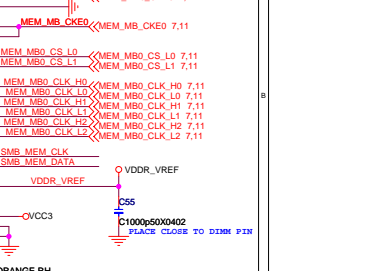 MEM_MB_CKE0 MEM_MB_CKE0 7,11
MEM_MB0_CS_L0 MEM_MB0_CS_L0 7,11
MEM_MB0_CS_L1 MEM_MB0_CS_L1 7,11
MEM_MB0_CLK_H0 MEM_MB0_CLK_H0 7,11
MEM_MB0_CLK_L0 MEM_MB0_CLK_L0 7,11
MEM_MB0_CLK_H1 MEM_MB0_CLK_H1 7,11
MEM_MB0_CLK_L1 MEM_MB0_CLK_L1 7,11
MEM_MB0_CLK_H2 MEM_MB0_CLK_H2 7,11
MEM_MB0_CLK_L2 MEM_MB0_CLK_L2 7,11
B
SMB_MEM_CLK
SMB_MEM_DATA
VDDR_VREF
VDDR_VREF
C55
VCC3
C1000p50X0402
PLACE CLOSE TO DIMM PIN